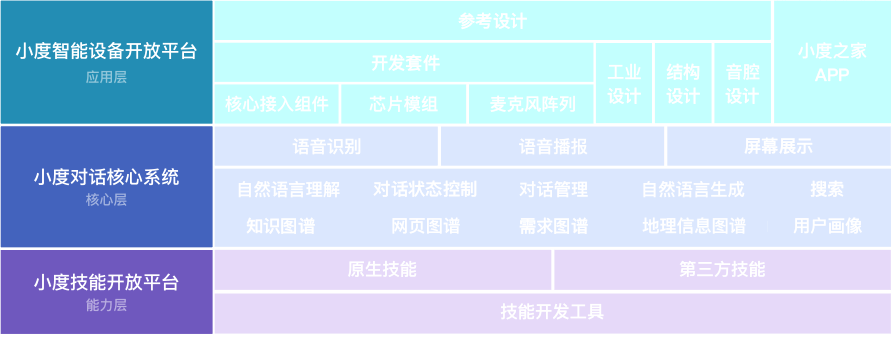 小度智能设备开放平台
应用层
参考设计
开发套件
核心接入组件
芯片模组
麦克风阵列
工业
设计
结构
设计
音腔
设计
小度之家
APP
小度对话核心系统
核心层
语音识别
语音播报
屏幕展示
自然语言理解
对话状态控制
对话管理
自然语言生成
搜索
知识图谱
网页图谱
需求图谱
地理信息图谱
用户画像
小度技能开放平台
能力层
原生技能
第三方技能
技能开发工具